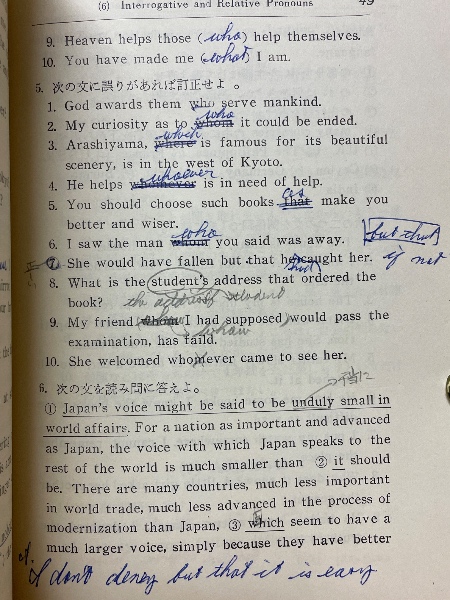 (6) Interrogative and Relative Pronouns 49
9. Heaven helps those (who) help themselves.
10. You have made me (what) I am.
5. 次の文に誤りがあれば訂正せよ。
1. God awards them who serve mankind.
who
2. My curiosity as to whom it could be ended.
which
3. Arashiyama, where is famous for its beautiful
scenery, is in the west of Kyoto.
whoever
4. He helps whomever is in need of help.
as
5. You should choose such books that make you
better and wiser.
who but that
6. I saw the man whom you said was away.
7. She would have fallen but that he caught her. if not
8. What is the student's address that ordered the
book? the address student
9. My friend whom I had supposed would pass the
examination, has faild.
10. She welcomed whomever came to see her.
6. 次の文を読み問に答えよ。
① Japan's voice might be said to be unduly small in
world affairs. For a nation as important and advanced
as Japan, the voice with which Japan speaks to the
rest of the world is much smaller than ② it should
be. There are many countries, much less important
in world trade, much less advanced in the process of
modernization than Japan, ③ which seem to have a
much larger voice, simply because they have better
I don't deney but that it is easy